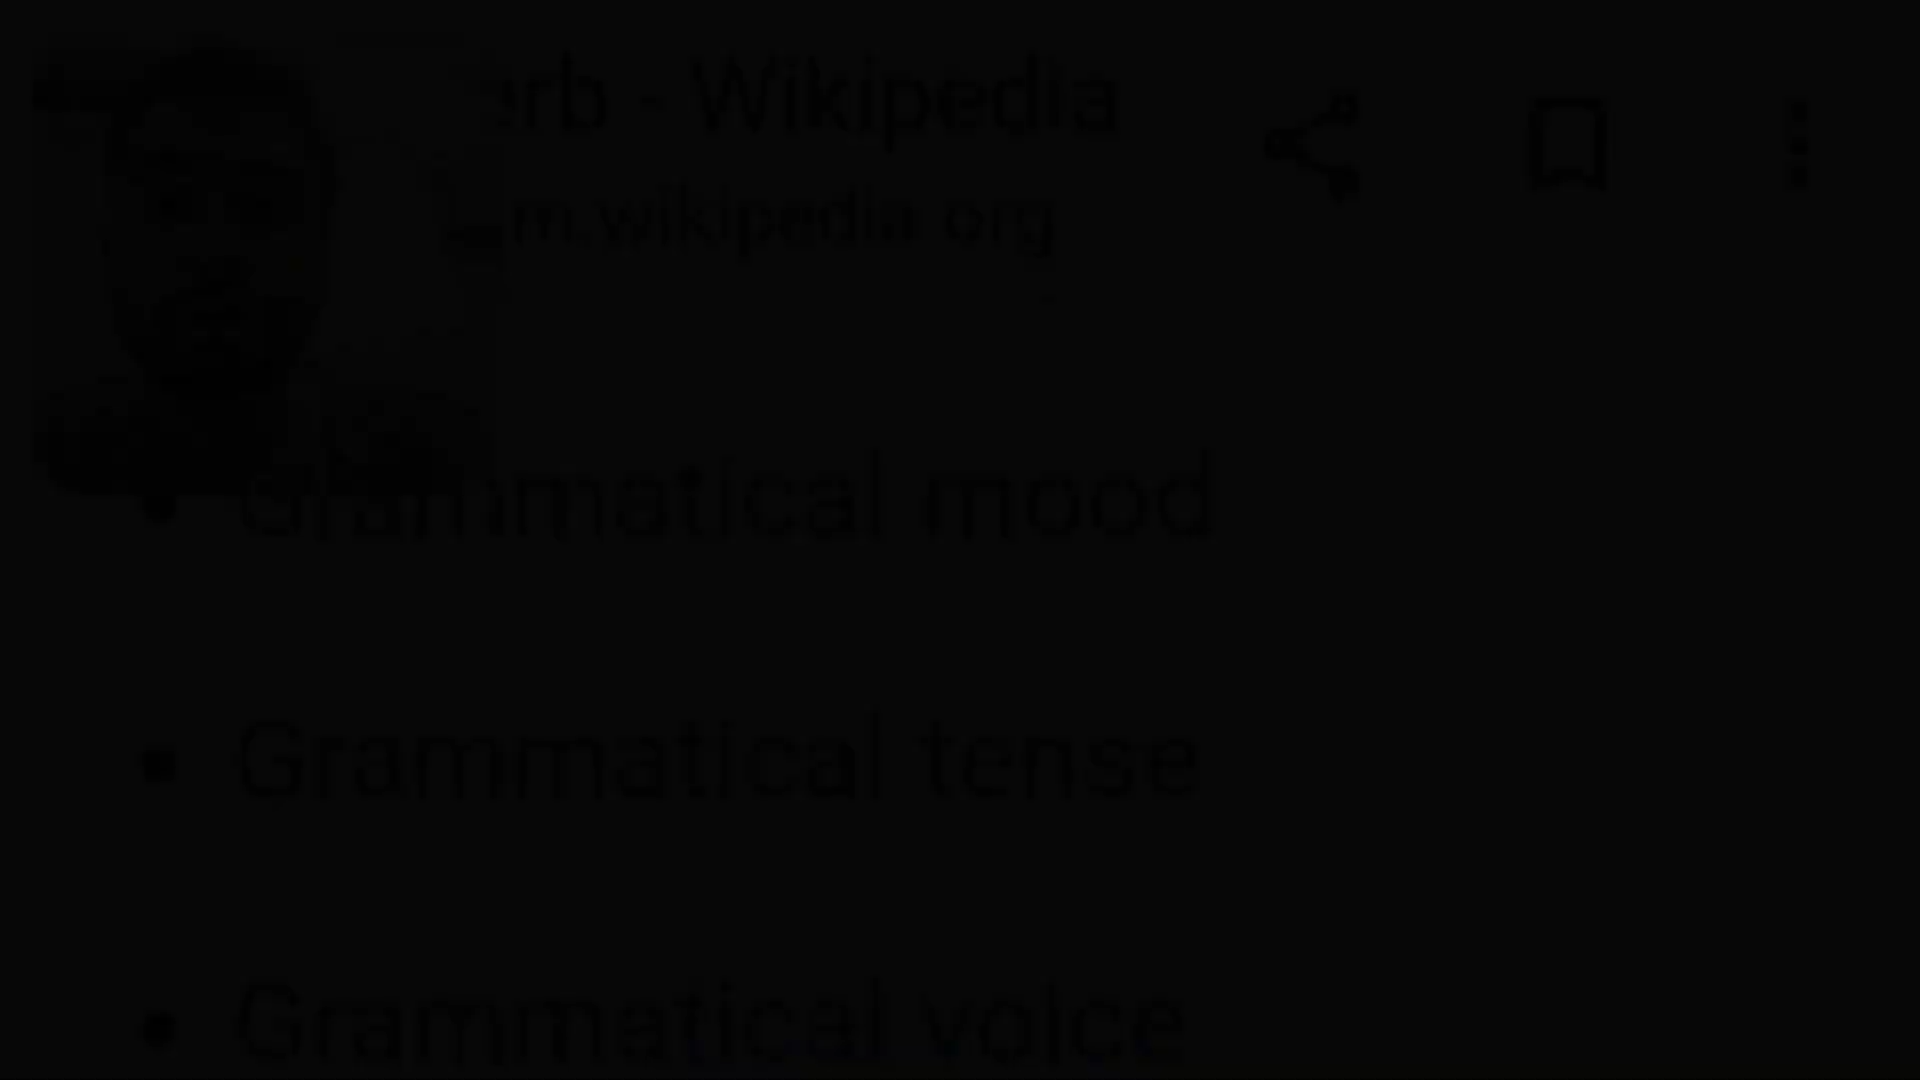 erb - Wikipedia
m.wikipedia.org
Grammatical mood
Grammatical tense
Grammatical voice